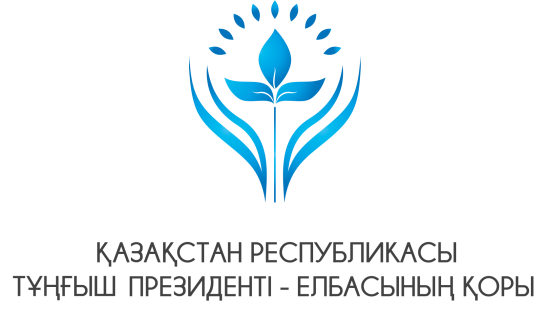 ҚАЗАҚСТАН РЕСПУБЛИКАСЫ
ТҰҢҒЫШ ПРЕЗИДЕНТІ - ЕЛБАСЫНЫҢ ҚОРЫ